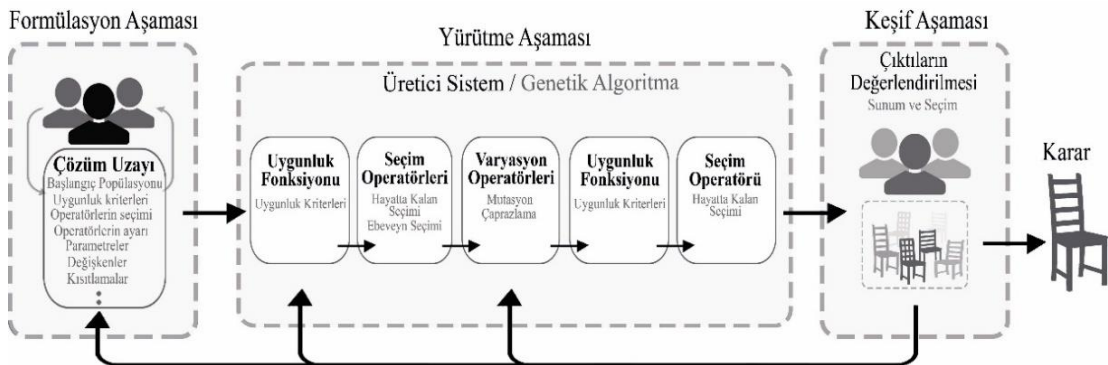 Formülasyon Aşaması
Çözüm Uzayı
Başlangıç Popülasyonu
Uygunluk kriterleri
Operatörlerin seçimi
Operatörlerin ayarı
Parametreler
Değişkenler
Kısıtlamalar
Yürütme Aşaması
Üretici Sistem / Genetik Algoritma
Uygunluk
Fonksiyonu
Uygunluk Kriterleri
Seçim
Operatörleri
Hayatta Kalan
Seçimi
Ebeveyn Seçimi
Varyasyon
Operatörleri
Mutasyon
Çaprazlama
Uygunluk
Fonksiyonu
Uygunluk Kriterleri
Seçim
Operatörü
Hayatta Kalan
Seçimi
Keşif Aşaması
Çıktıların
Değerlendirilmesi
Sunum ve Seçim
Karar